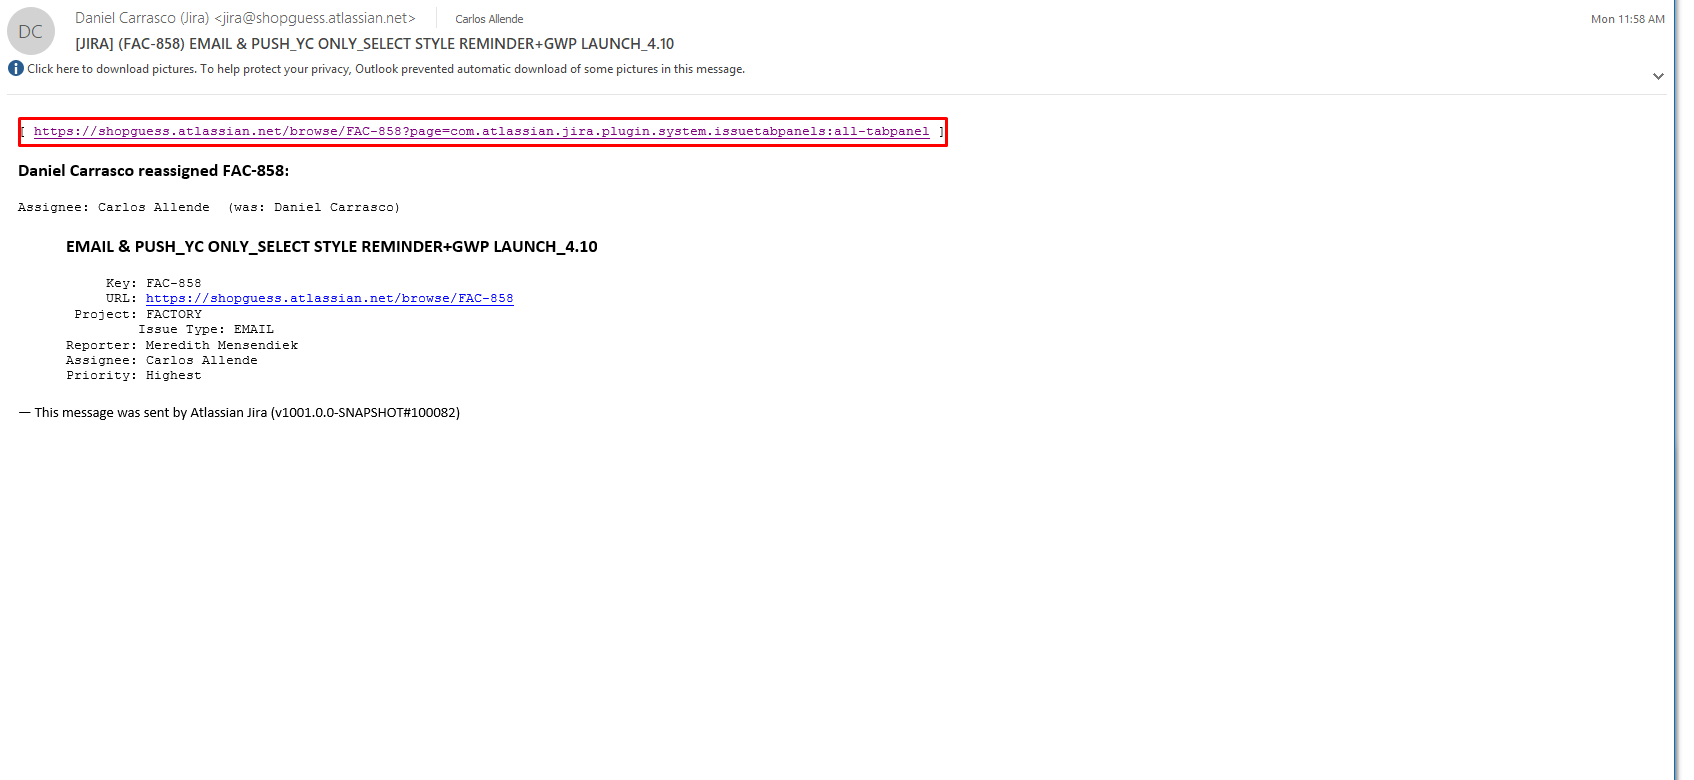 DC
Daniel Carrasco (Jira) <jira@shopguess.atlassian.net> Carlos Allende Mon 11:58 AM
[JIRA] (FAC-858) EMAIL & PUSH_YC ONLY_SELECT STYLE REMINDER+GWP LAUNCH_4.10
Click here to download pictures. To help protect your privacy, Outlook prevented automatic download of some pictures in this message.
[ https://shopguess.atlassian.net/browse/FAC-858?page=com.atlassian.jira.plugin.system.issuetabpanels:all-tabpanel ]
Daniel Carrasco reassigned FAC-858:
Assignee: Carlos Allende (was: Daniel Carrasco)
EMAIL & PUSH_YC ONLY_SELECT STYLE REMINDER+GWP LAUNCH_4.10
Key: FAC-858
URL: https://shopguess.atlassian.net/browse/FAC-858
Project: FACTORY
Issue Type: EMAIL
Reporter: Meredith Mensendiek
Assignee: Carlos Allende
Priority: Highest
— This message was sent by Atlassian Jira (v1001.0.0-SNAPSHOT#100082)